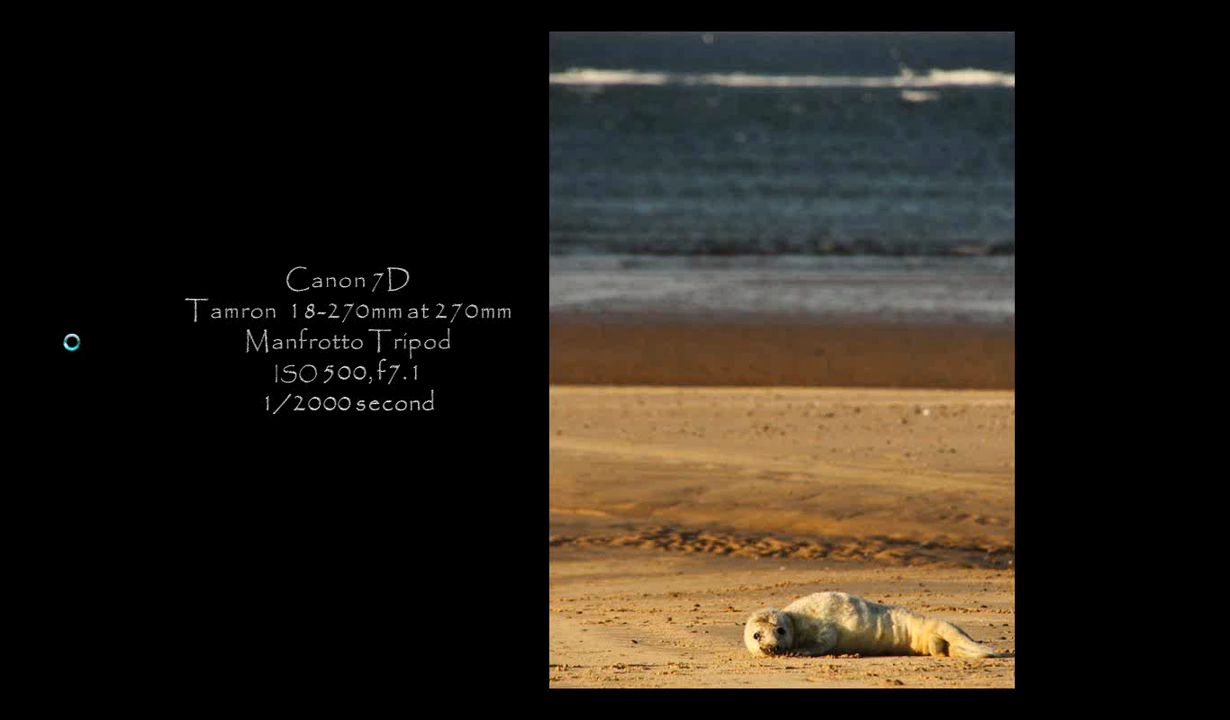 Canon 7D
Tamron 18-270mm at 270mm
Manfrotto Tripod
ISO 500, f7.1
1/2000 second